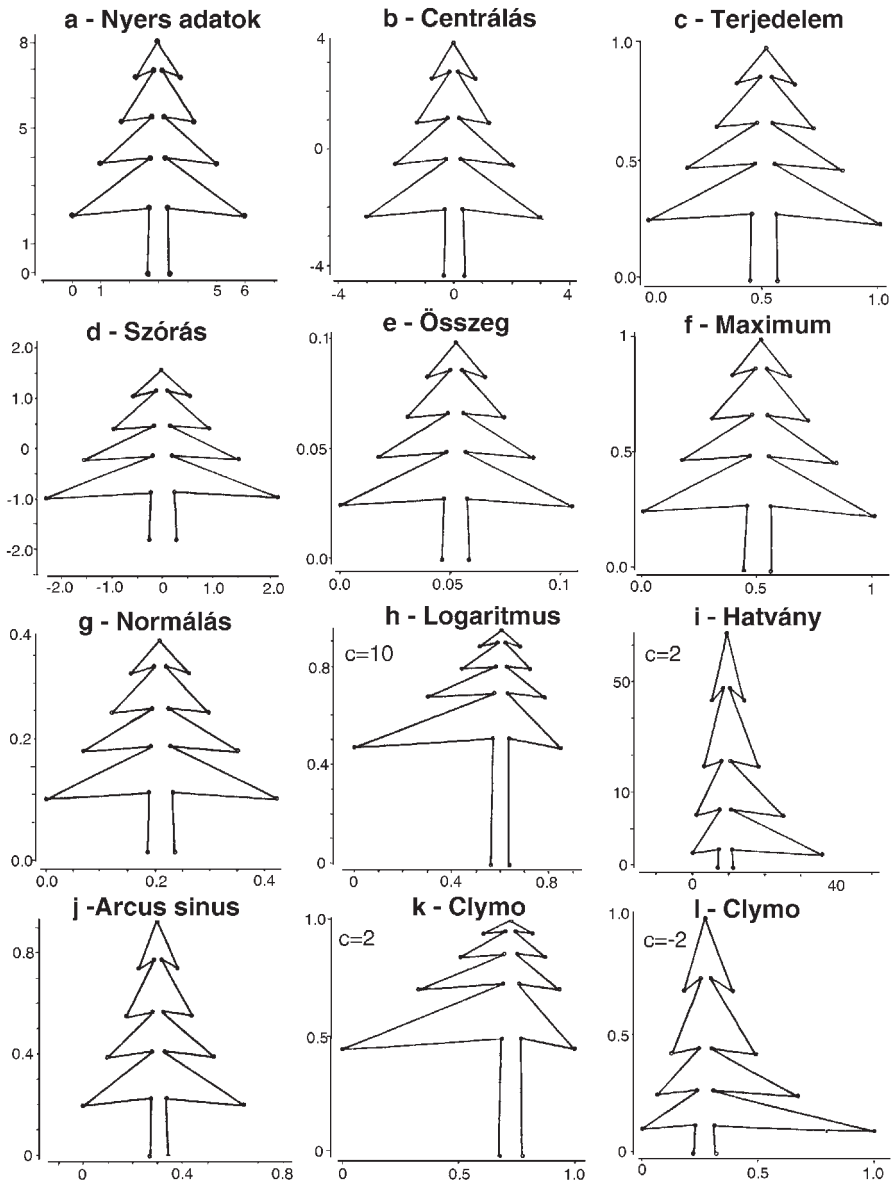 a - Nyers adatok
8
5
1
0
0 1 5 6
b - Centrálás
4
0
-4
-4 -2 0 2 4
c - Terjedelem
1.0
0.5
0.0
0.0 0.5 1.0
d - Szórás
2.0
1.0
0
-1.0
-2.0
-2.0 -1.0 0 1.0 2.0
e - Összeg
0.1
0.05
0.0
0.0 0.05 0.1
f - Maximum
1
0.5
0.0
0.0 0.5 1
g - Normálás
0.4
0.2
0.0
0.0 0.2 0.4
h - Logaritmus
c=10
0.8
0.4
0
0 0.4 0.8
i - Hatvány
c=2
50
10
0
0 40
j -Arcus sinus
0.8
0.4
0
0 0.4 0.8
k - Clymo
1.0
c=2
0.5
0
0 0.5 1.0
l - Clymo
1.0
c=-2
0.5
0
0 0.5 1.0